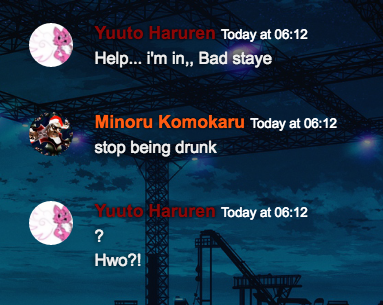 Yuuto Haruren Today at 06:12
Help... i'm in,, Bad staye
Minoru Komokaru Today at 06:12
stop being drunk
Yuuto Haruren Today at 06:12
?
Hwo?!